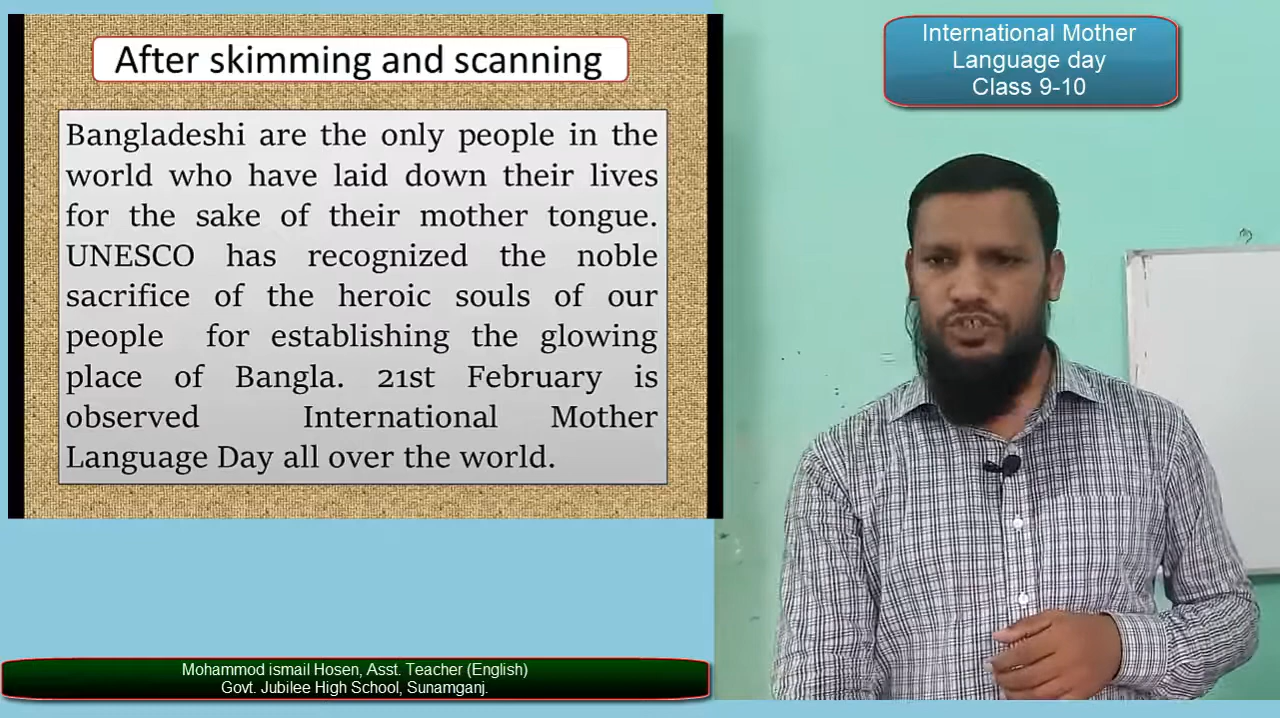 After skimming and scanning
Bangladeshi are the only people in the
world who have laid down their lives
for the sake of their mother tongue.
UNESCO has recognized the noble
sacrifice of the heroic souls of our
people for establishing the glowing
place of Bangla. 21st February is
observed International Mother
Language Day all over the world.
International Mother
Language day
Class 9-10
Mohammod ismail Hosen, Asst. Teacher (English)
Govt. Jubilee High School, Sunamganj.